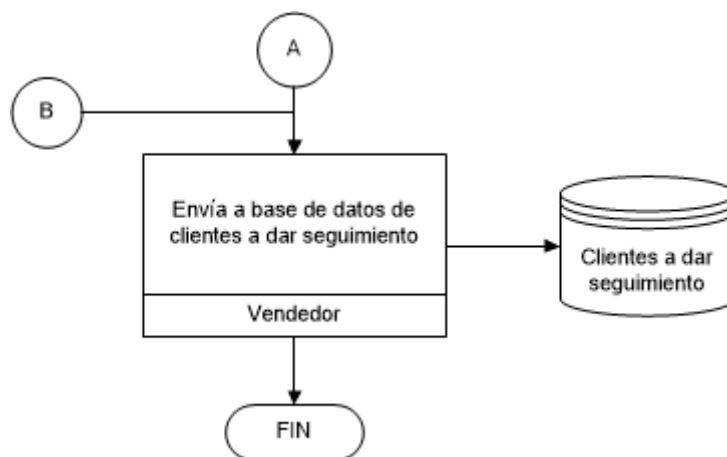 A
B
Envía a base de datos de
clientes a dar seguimiento
Vendedor
Clientes a dar
seguimiento
FIN